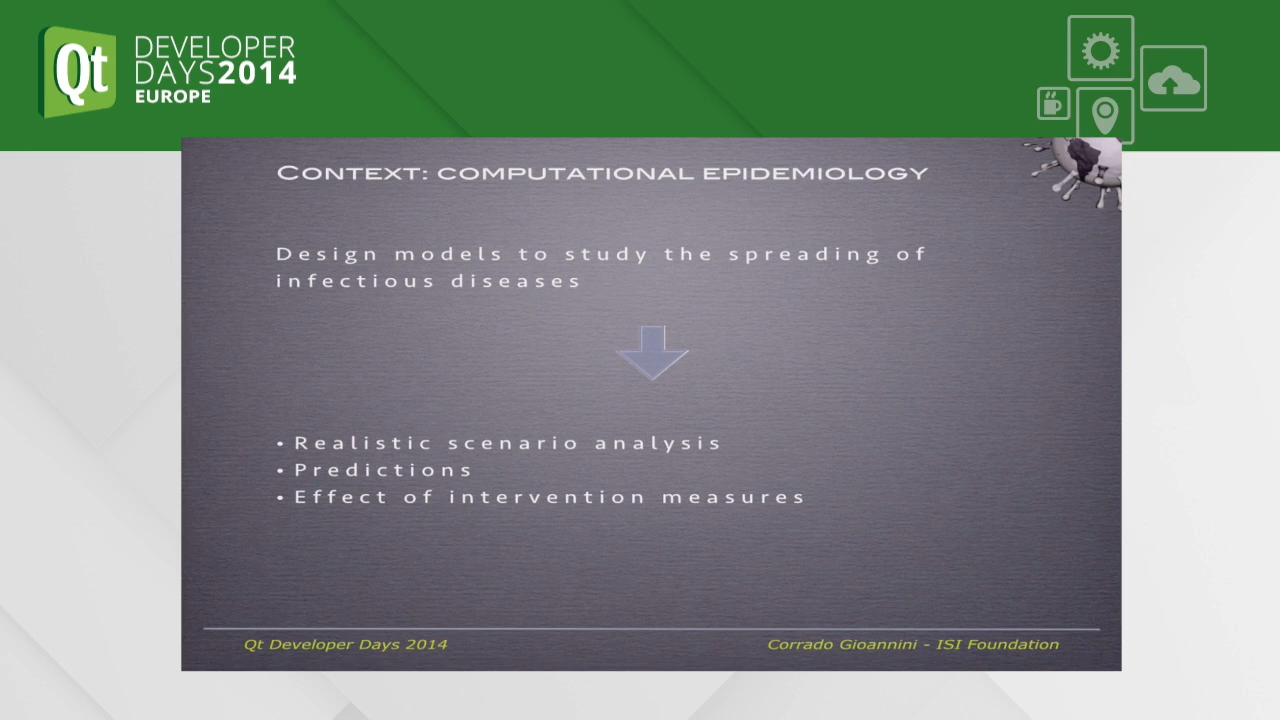 Qt
DEVELOPER
DAYS2014
EUROPE
CONTEXT: COMPUTATIONAL EPIDEMIOLOGY
Design models to study the spreading of
infectious diseases
• Realistic scenario analysis
• Predictions
• Effect of intervention measures
Qt Developer Days 2014
Corrado Gioannini - ISI Foundation